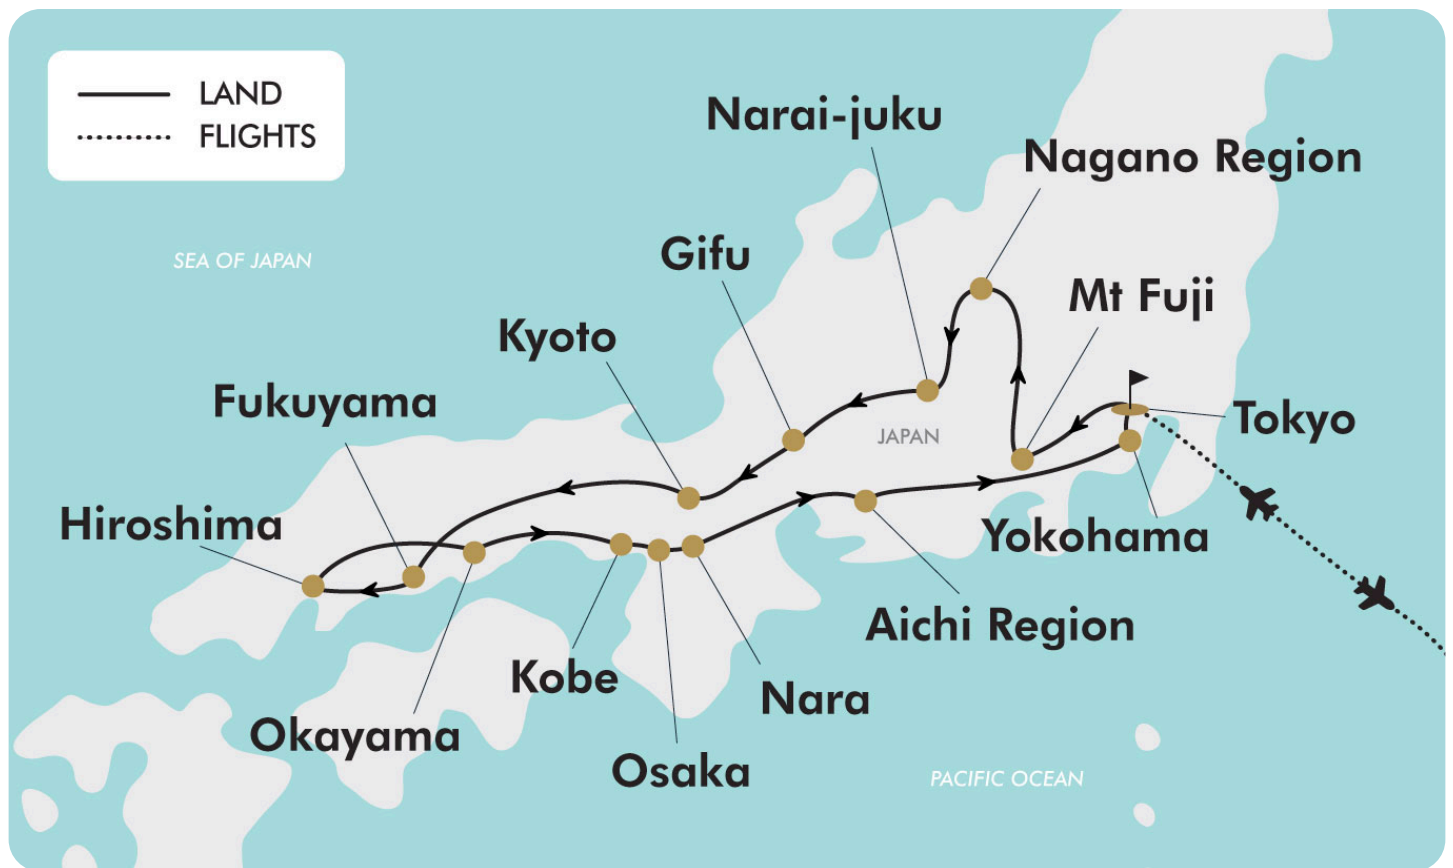 LAND
FLIGHTS
Narai-juku
Nagano Region
SEA OF JAPAN
Gifu
Mt Fuji
Kyoto
Fukuyama
Tokyo
JAPAN
Hiroshima
Yokohama
Aichi Region
Kobe
Nara
Okayama
Osaka
PACIFIC OCEAN